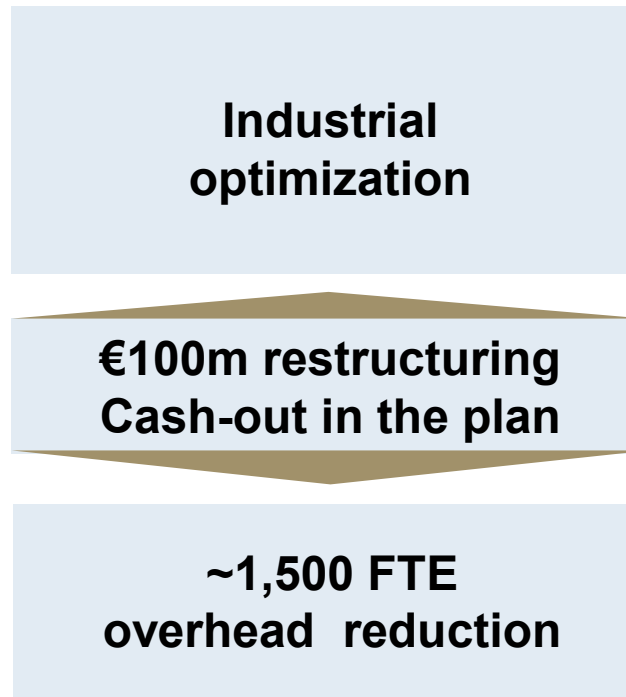 Industrial
optimization
€100m restructuring
Cash-out in the plan
~1,500 FTE
overhead reduction